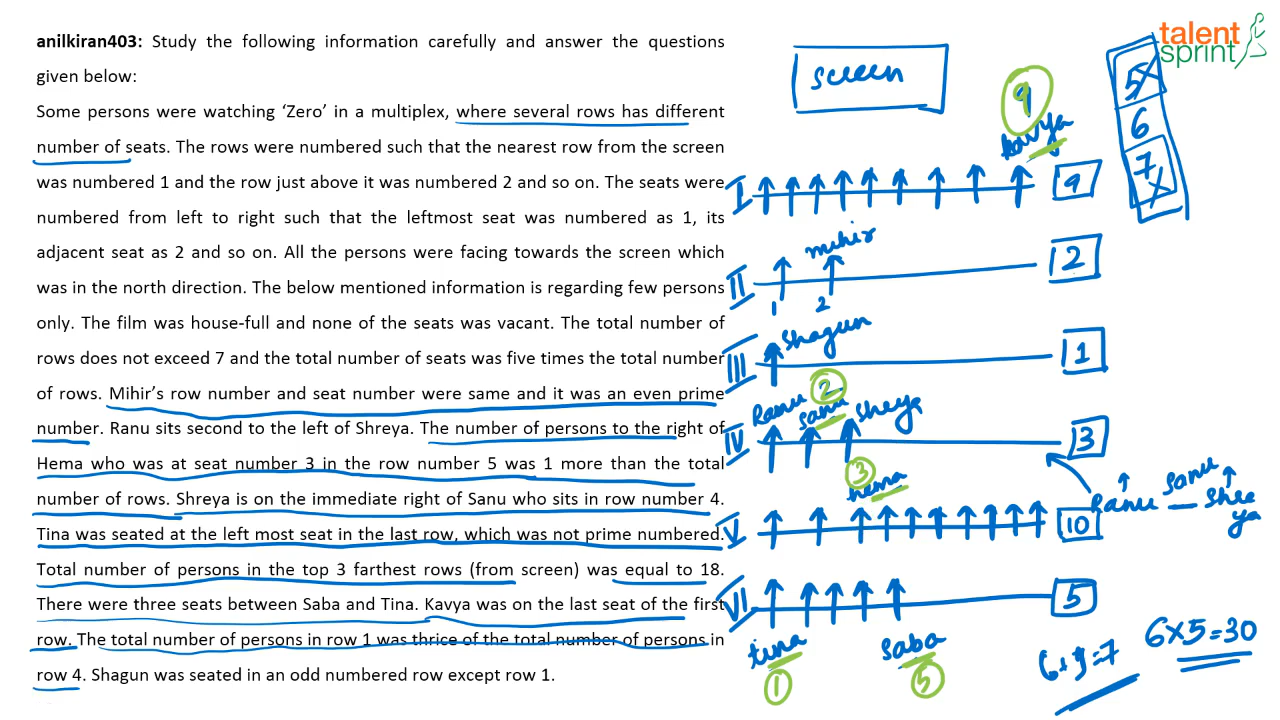 anilkiran403: Study the following information carefully and answer the questions
given below:
Some persons were watching ‘Zero’ in a multiplex, where several rows has different
number of seats. The rows were numbered such that the nearest row from the screen
was numbered 1 and the row just above it was numbered 2 and so on. The seats were
numbered from left to right such that the leftmost seat was numbered as 1, its
adjacent seat as 2 and so on. All the persons were facing towards the screen which
was in the north direction. The below mentioned information is regarding few persons
only. The film was house-full and none of the seats was vacant. The total number of
rows does not exceed 7 and the total number of seats was five times the total number
of rows. Mihir’s row number and seat number were same and it was an even prime
number. Ranu sits second to the left of Shreya. The number of persons to the right of
Hema who was at seat number 3 in the row number 5 was 1 more than the total
number of rows. Shreya is on the immediate right of Sanu who sits in row number 4.
Tina was seated at the left most seat in the last row, which was not prime numbered.
Total number of persons in the top 3 farthest rows (from screen) was equal to 18.
There were three seats between Saba and Tina. Kavya was on the last seat of the first
row. The total number of persons in row 1 was thrice of the total number of persons in
row 4. Shagun was seated in an odd numbered row except row 1.
talent
sprint
screen
5
6
7
9
Kavya
I
9
mihir
II
1
2
2
Shagun
III
1
2
Ranu
Sanu
Shreya
IV
3
3
hema
Ranu Sanu Shreya
V
10
VI
5
tina
saba
1
5
6+1=7
6x5=30